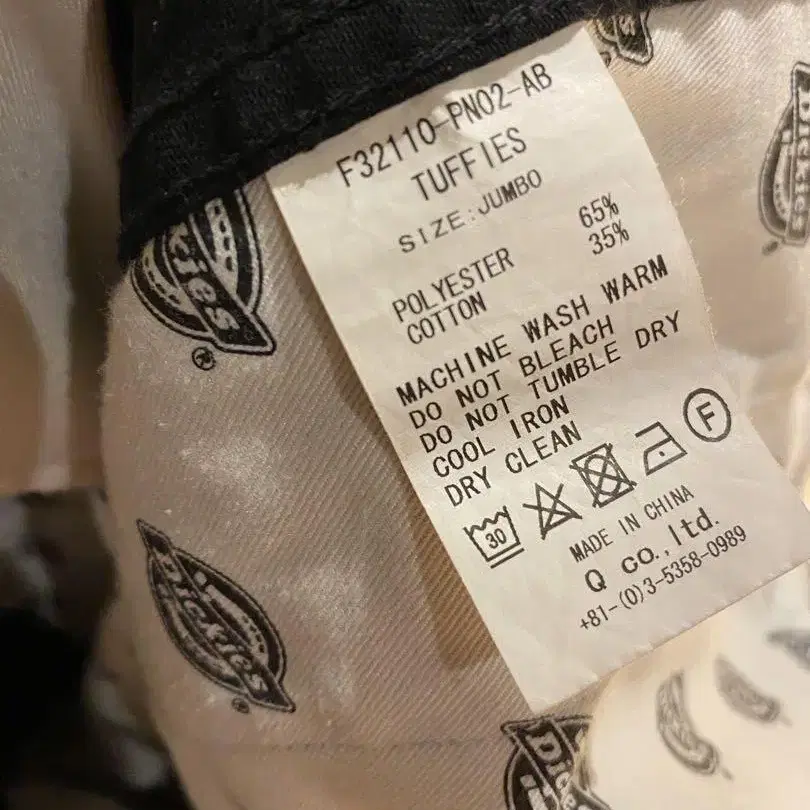 F32110-PN02-AB
TUFFIES
SIZE:JUMBO
POLYESTER 65%
COTTON 35%
MACHINE WASH WARM
DO NOT BLEACH
DO NOT TUMBLE DRY
COOL IRON
DRY CLEAN
30
F
MADE IN CHINA
Q co.,ltd.
+81-(0)3-5358-0989
Dickies
®
Dickies
®
Dickies